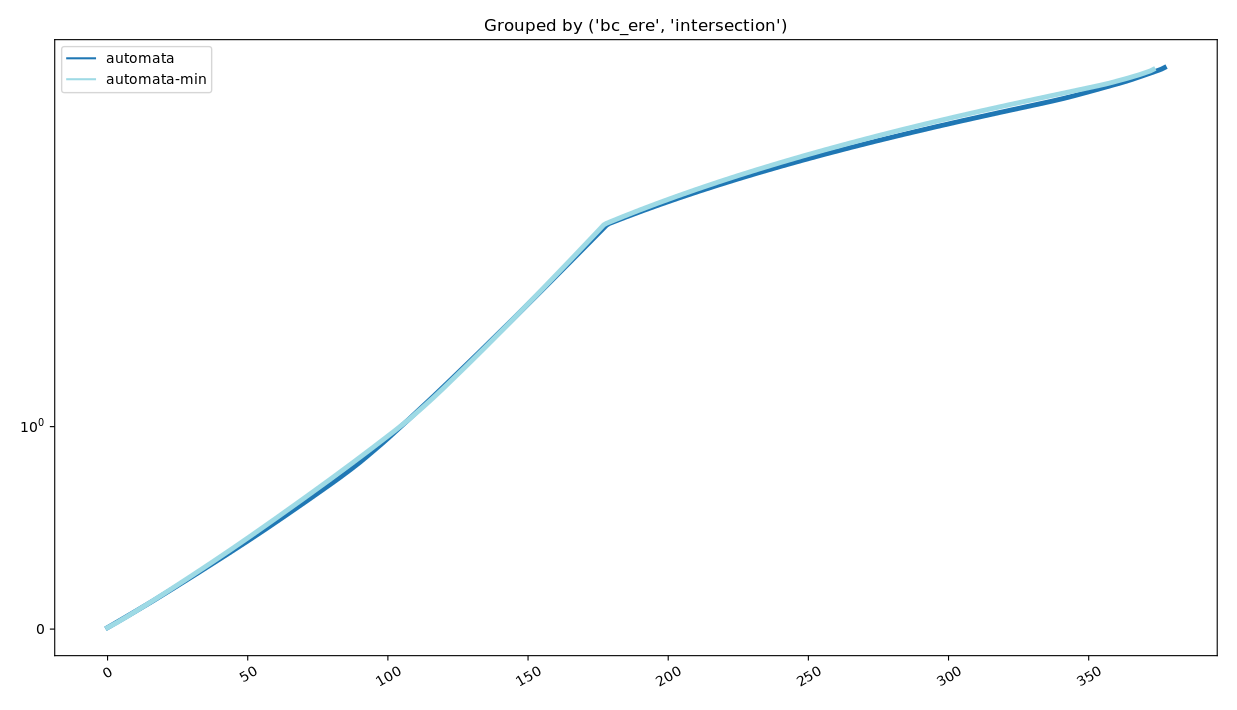 Grouped by ('bc_ere', 'intersection')
automata
automata-min
10^0
0
0 50 100 150 200 250 300 350